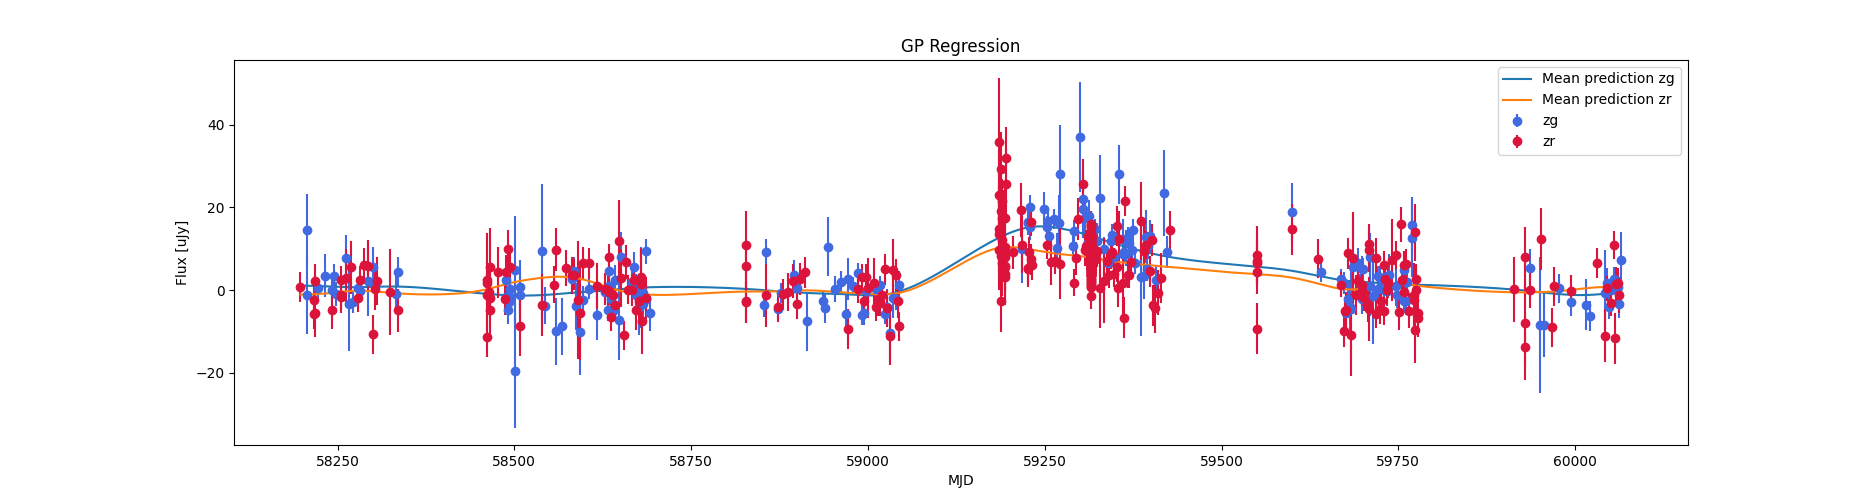 GP Regression
Flux [uJy]
40
20
0
−20
58250
58500
58750
59000
59250
59500
59750
60000
MJD
Mean prediction zg
Mean prediction zr
zg
zr